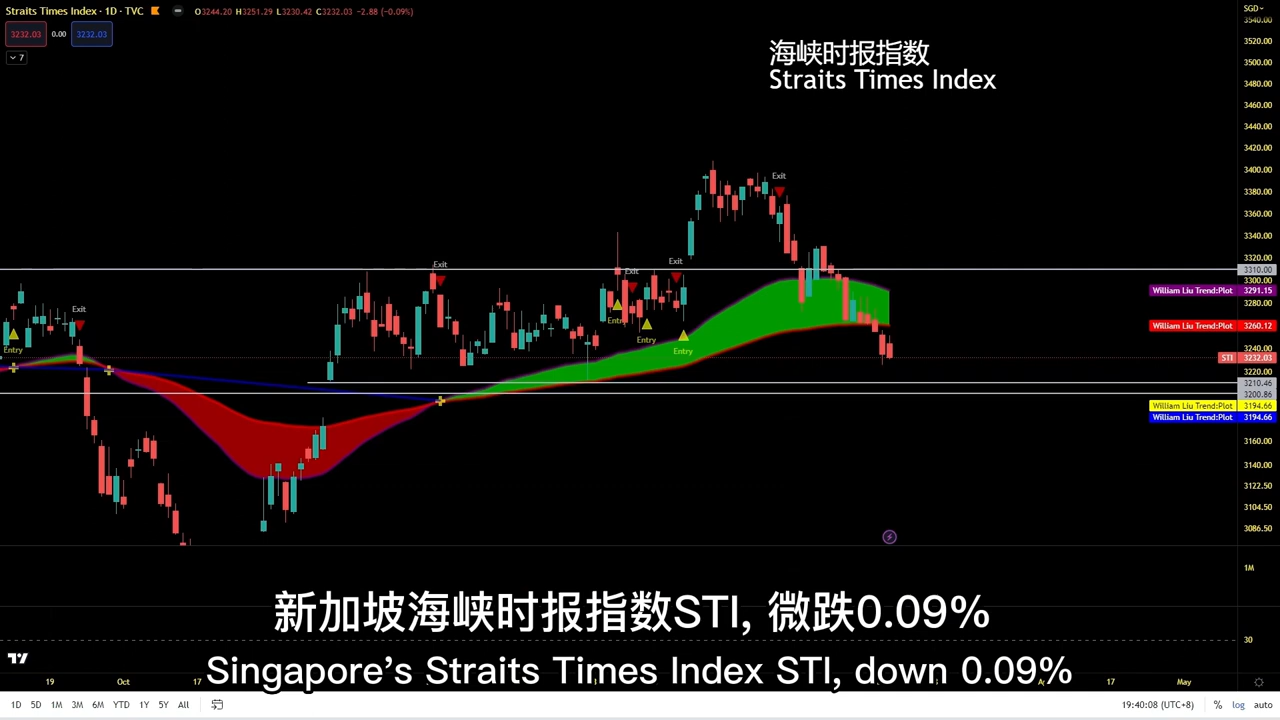 Straits Times Index · 1D · TVC O3244.20 H3251.29 L3230.42 C3232.03 −2.88 (−0.09%)
SGD
3540.00
3232.03 0.00 3232.03
7
海峡时报指数
Straits Times Index
3520.00
3500.00
3480.00
3460.00
3440.00
3420.00
3400.00
Exit
3380.00
3360.00
3340.00
3320.00
Exit
Exit
Exit
3310.00
3300.00
William Liu Trend:Plot 3291.15
3280.00
Exit
Entry
William Liu Trend:Plot 3260.12
Entry
Entry
Entry
3240.00
STI 3232.03
3220.00
3210.46
3200.86
William Liu Trend:Plot 3194.66
William Liu Trend:Plot 3194.66
3160.00
3140.00
3122.50
3104.50
3086.50
1M
新加坡海峡时报指数STI, 微跌0.09%
30
Singapore’s Straits Times Index STI, down 0.09%
19 Oct 17 17 May
1D 5D 1M 3M 6M YTD 1Y 5Y All 19:40:08 (UTC+8) % log auto